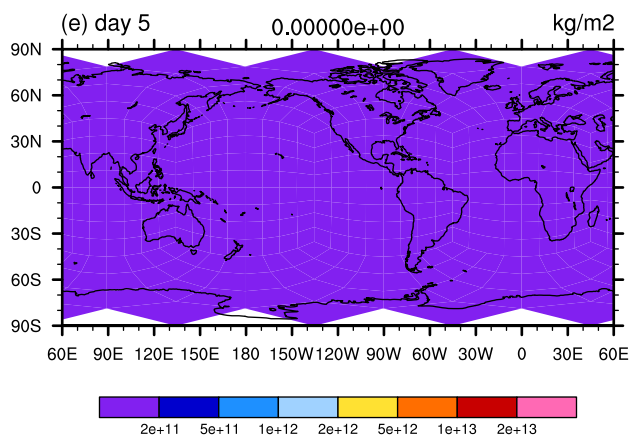 (e) day 5 0.00000e+00 kg/m2
90N
60N
30N
0
30S
60S
90S
60E 90E 120E 150E 180 150W 120W 90W 60W 30W 0 30E 60E
2e+11 5e+11 1e+12 2e+12 5e+12 1e+13 2e+13